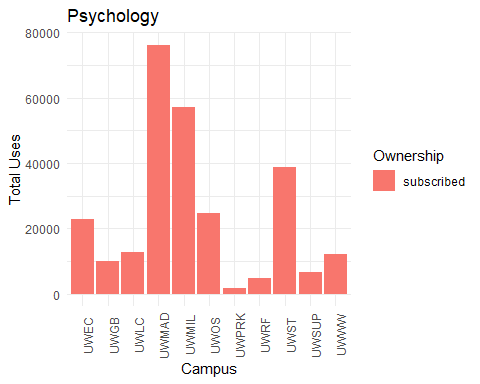 Psychology
80000
60000
40000
20000
0
Total Uses
UWEC
UWGB
UWLC
UWMAD
UWMIL
UWOS
UWPRK
UWRF
UWST
UWSUP
UWWW
Campus
Ownership
subscribed